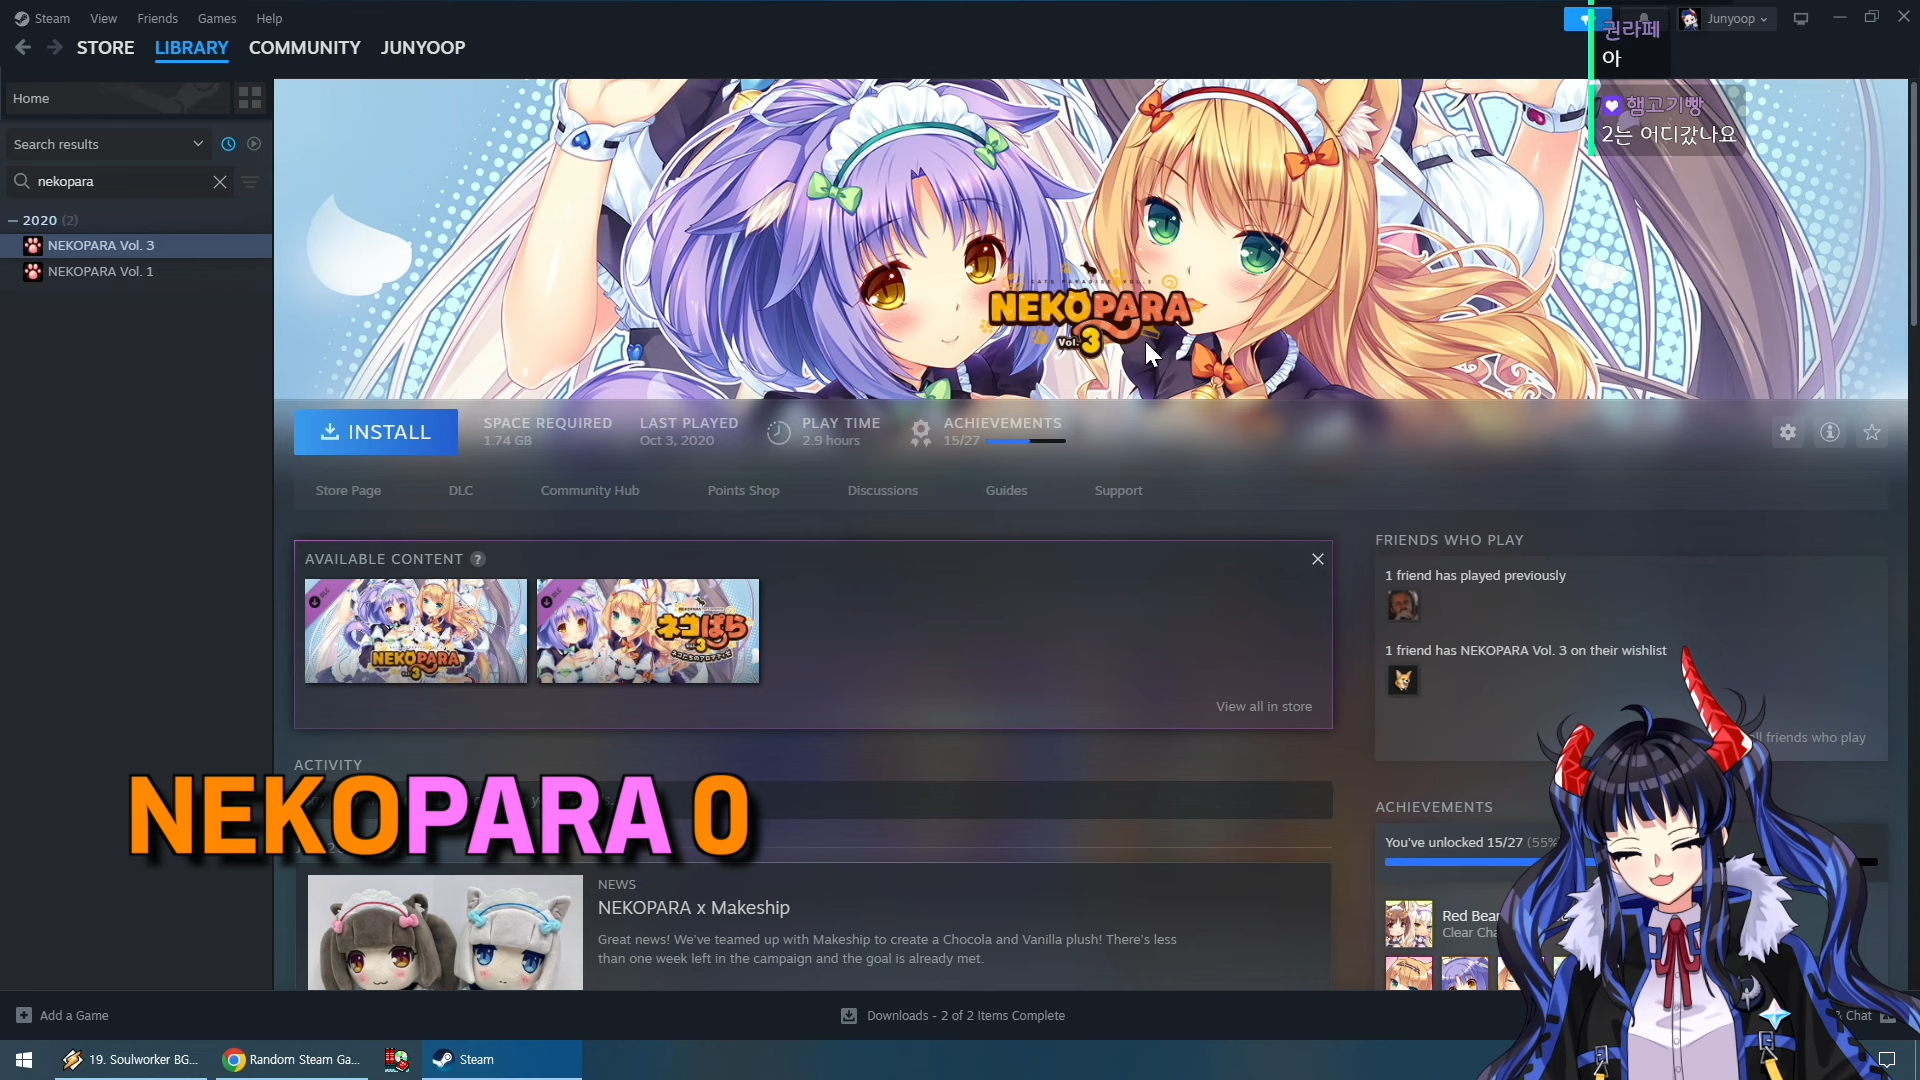 Steam View Friends Games Help
Junyoop
권라페
아
STORE LIBRARY COMMUNITY JUNYOOP
Home
햄고기빵
2는 어디갔나요
Search results
nekopara
2020 (2)
NEKOPARA Vol. 3
NEKOPARA Vol. 1
NEKOPARA
Vol. 3
INSTALL
SPACE REQUIRED
1.74 GB
LAST PLAYED
Oct 3, 2020
PLAY TIME
2.9 hours
ACHIEVEMENTS
15/27
Store Page DLC Community Hub Points Shop Discussions Guides Support
AVAILABLE CONTENT ?
DLC
NEKOPARA
3
DLC
ネコぱら
3
View all in store
FRIENDS WHO PLAY
1 friend has played previously
1 friend has NEKOPARA Vol. 3 on their wishlist
all friends who play
ACTIVITY
NEKOPARA 0
NEWS
NEKOPARA x Makeship
Great news! We've teamed up with Makeship to create a Chocola and Vanilla plush! There's less
than one week left in the campaign and the goal is already met.
ACHIEVEMENTS
You've unlocked 15/27 (55%
Red Bear
Clear Cha
Add a Game
Downloads - 2 of 2 Items Complete
& Chat
19. Soulworker BG...
Random Steam Ga...
Steam